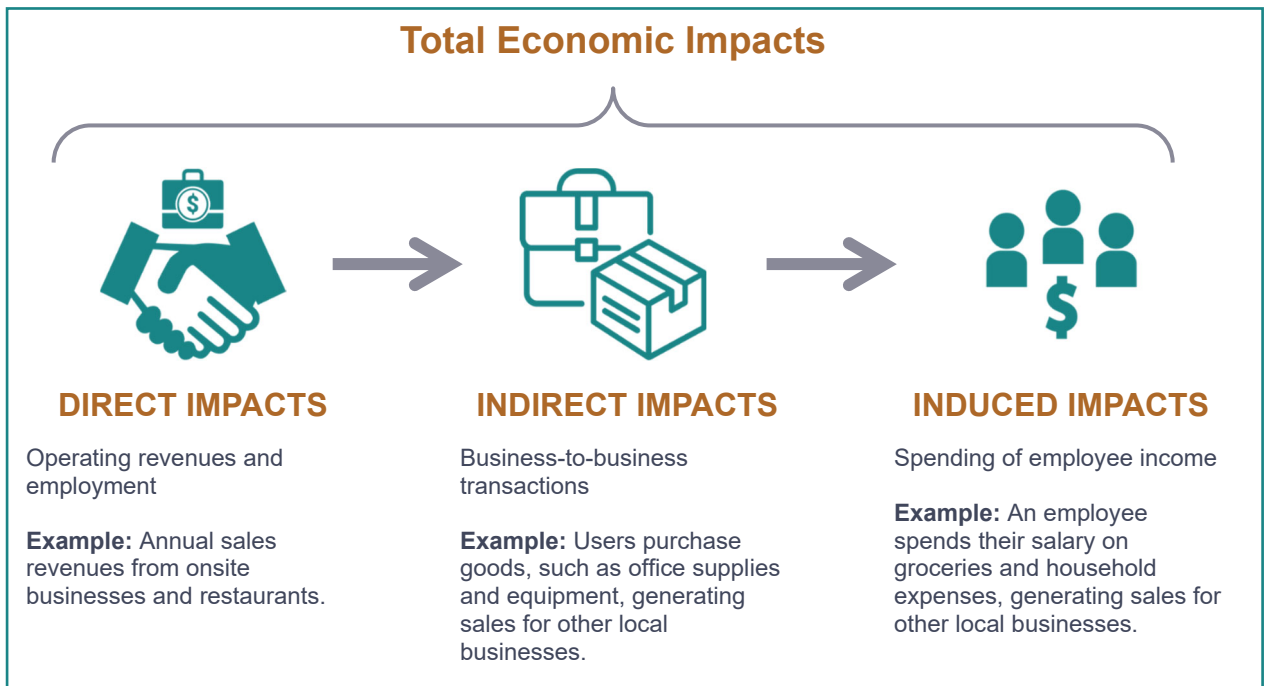 Total Economic Impacts
$
$
DIRECT IMPACTS
Operating revenues and
employment
Example: Annual sales
revenues from onsite
businesses and restaurants.
INDIRECT IMPACTS
Business-to-business
transactions
Example: Users purchase
goods, such as office supplies
and equipment, generating
sales for other local
businesses.
INDUCED IMPACTS
Spending of employee income
Example: An employee
spends their salary on
groceries and household
expenses, generating sales for
other local businesses.